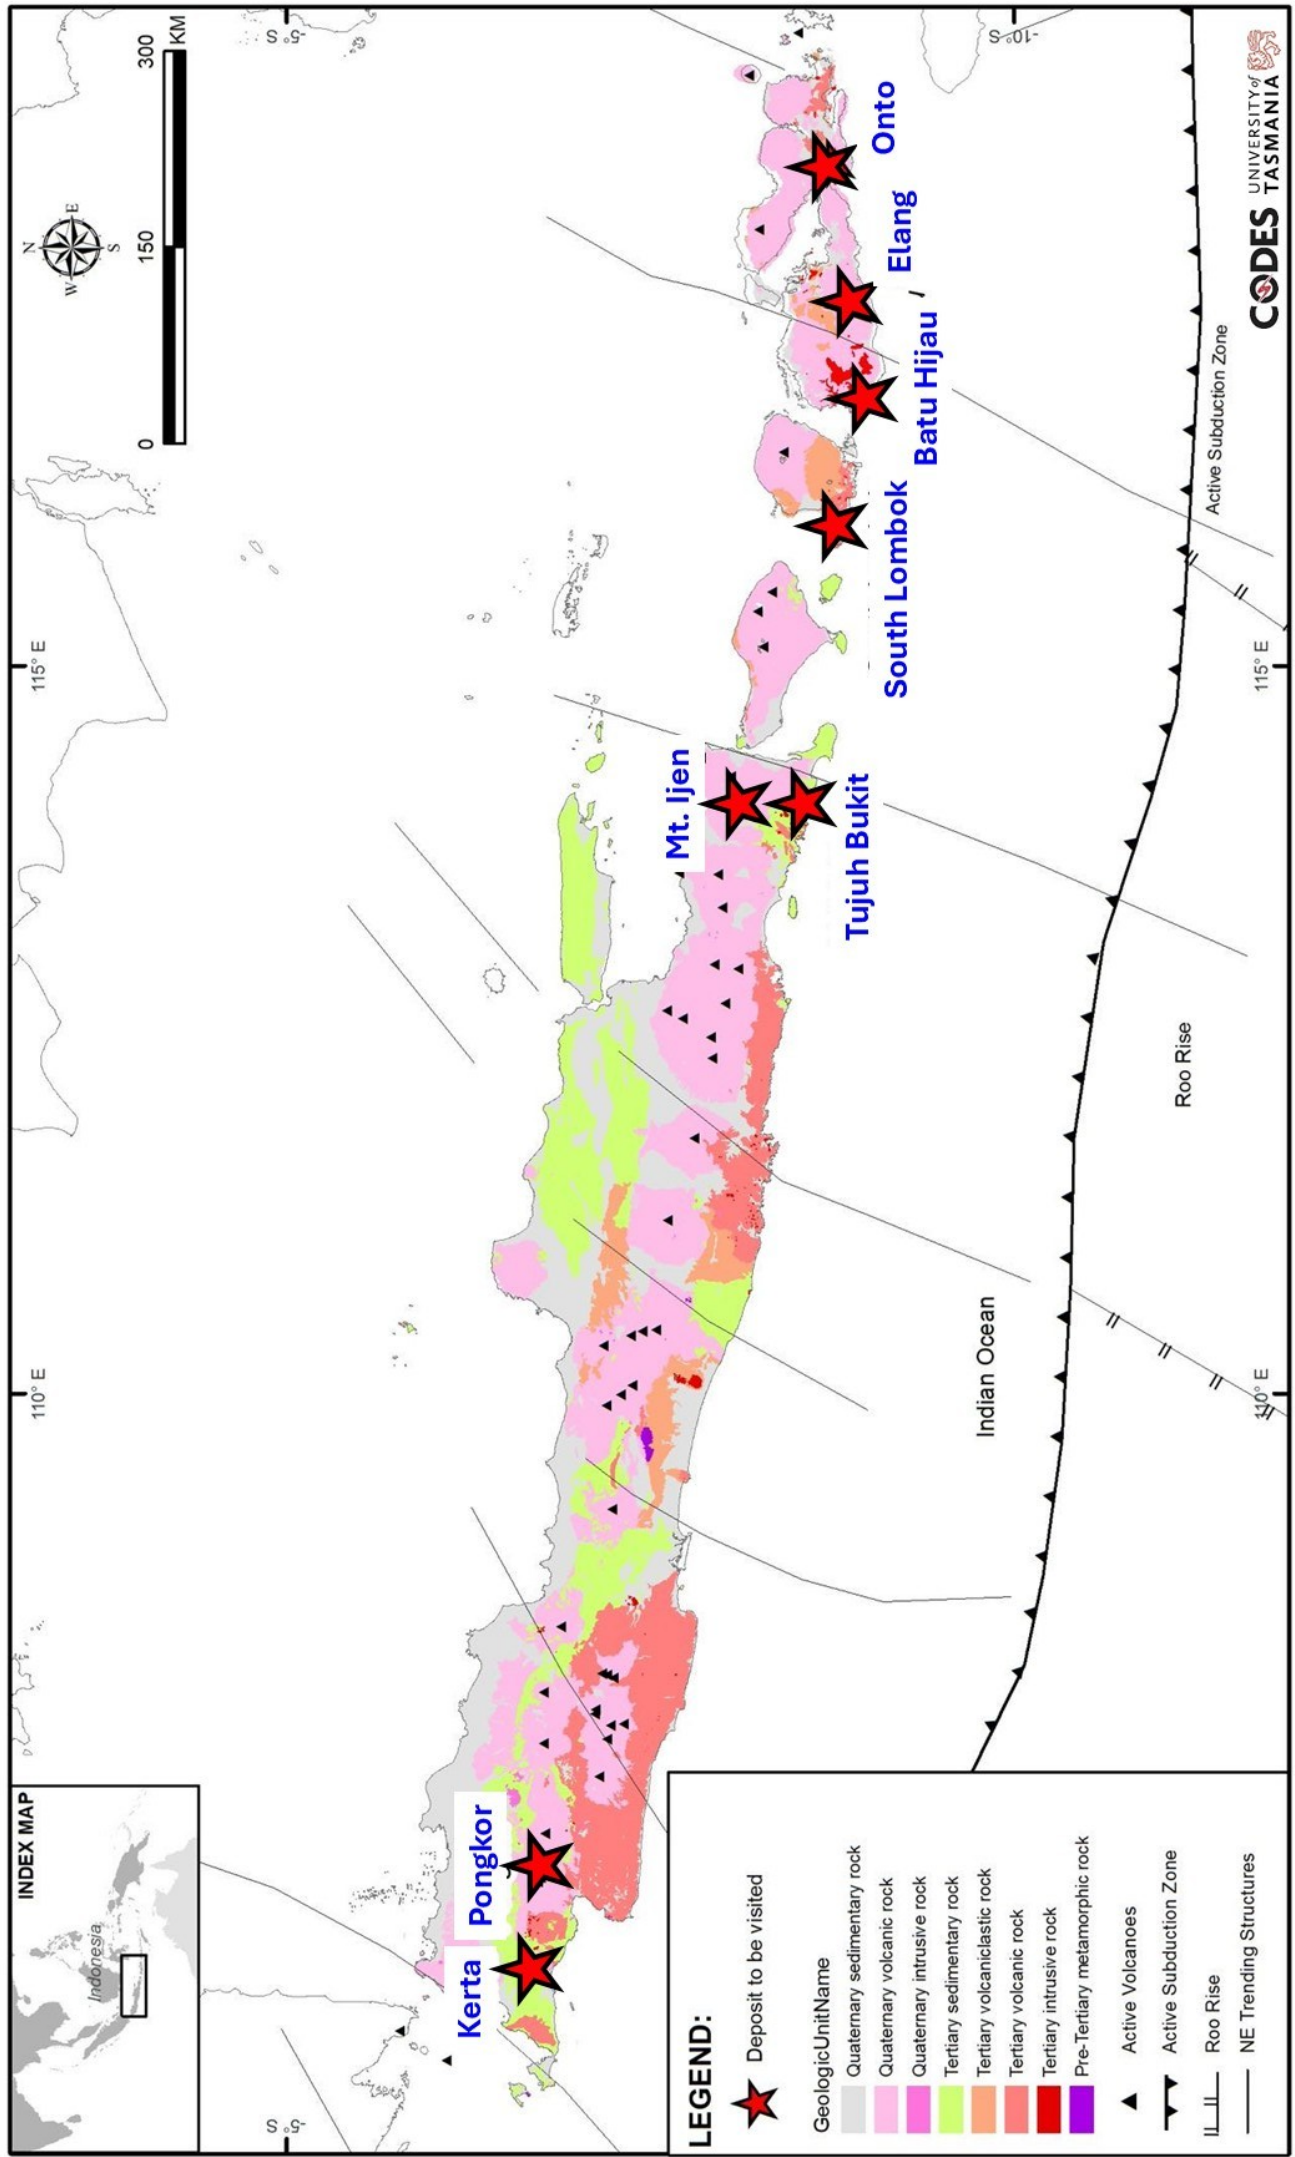 INDEX MAP
Indonesia
110° E
115° E
N
W
E
S
0
150
300
KM
-5° S
-5° S
-10° S
Kerta
Pongkor
Mt. Ijen
Tujuh Bukit
South Lombok
Batu Hijau
Elang
Onto
Indian Ocean
Roo Rise
Active Subduction Zone
110° E
115° E
LEGEND:
Deposit to be visited
GeologicUnitName
Quaternary sedimentary rock
Quaternary volcanic rock
Quaternary intrusive rock
Tertiary sedimentary rock
Tertiary volcaniclastic rock
Tertiary volcanic rock
Tertiary intrusive rock
Pre-Tertiary metamorphic rock
Active Volcanoes
Active Subduction Zone
Roo Rise
NE Trending Structures
CODES
UNIVERSITY of
TASMANIA